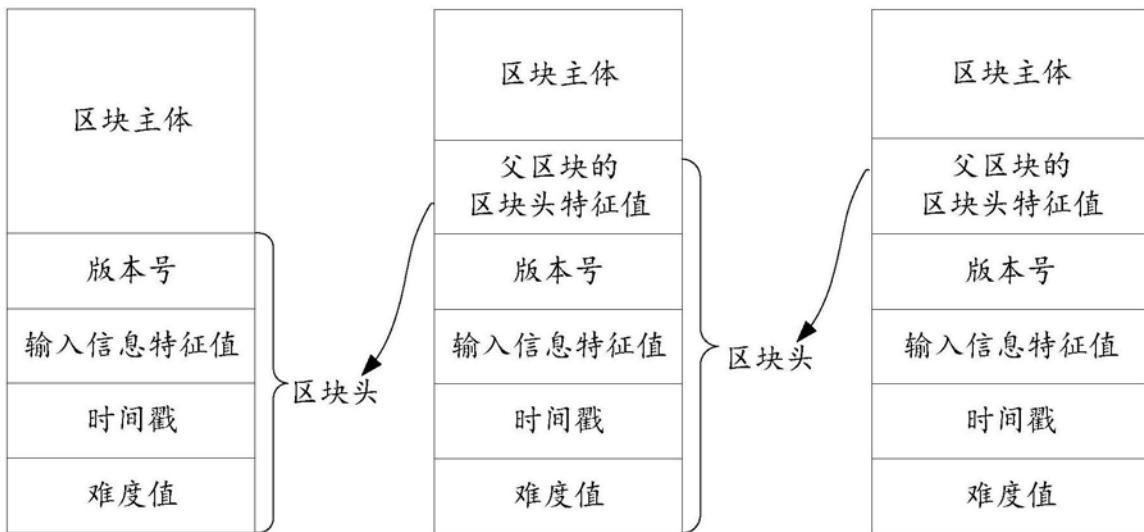 区块主体
版本号
输入信息特征值
时间戳
难度值
区块头
区块主体
父区块的
区块头特征值
版本号
输入信息特征值
时间戳
难度值
区块头
区块主体
父区块的
区块头特征值
版本号
输入信息特征值
时间戳
难度值